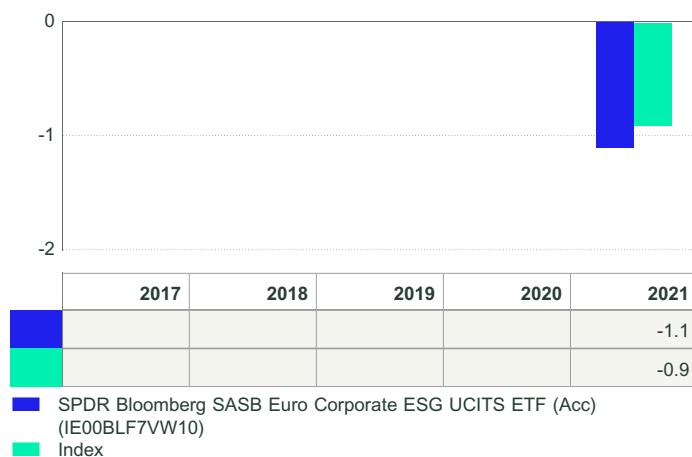 0
-1
-2
2017 2018 2019 2020 2021
-1.1
-0.9
SPDR Bloomberg SASB Euro Corporate ESG UCITS ETF (Acc)
(IE00BLF7VW10)
Index